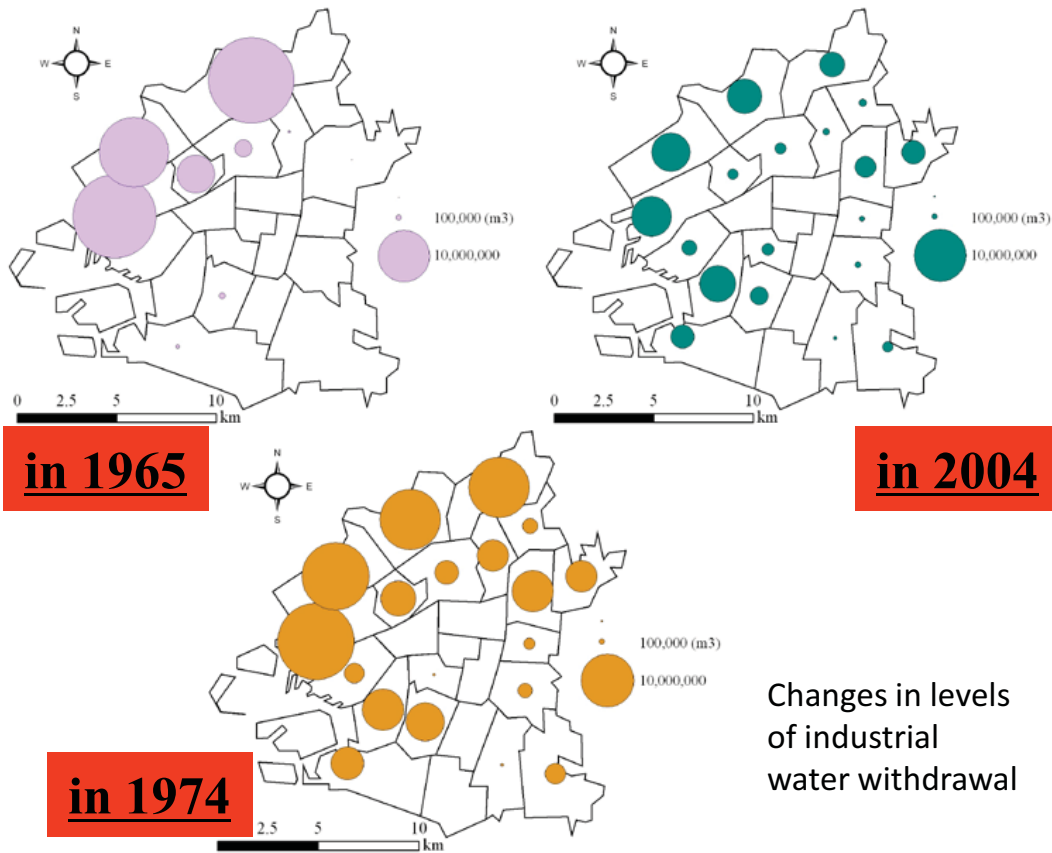 N
W E
S
100,000 (m3)
10,000,000
0 2.5 5 10
km
in 1965
N
W E
S
100,000 (m3)
10,000,000
0 2.5 5 10
km
in 2004
N
W E
S
100,000 (m3)
10,000,000
2.5 5 10
km
in 1974
Changes in levels
of industrial
water withdrawal